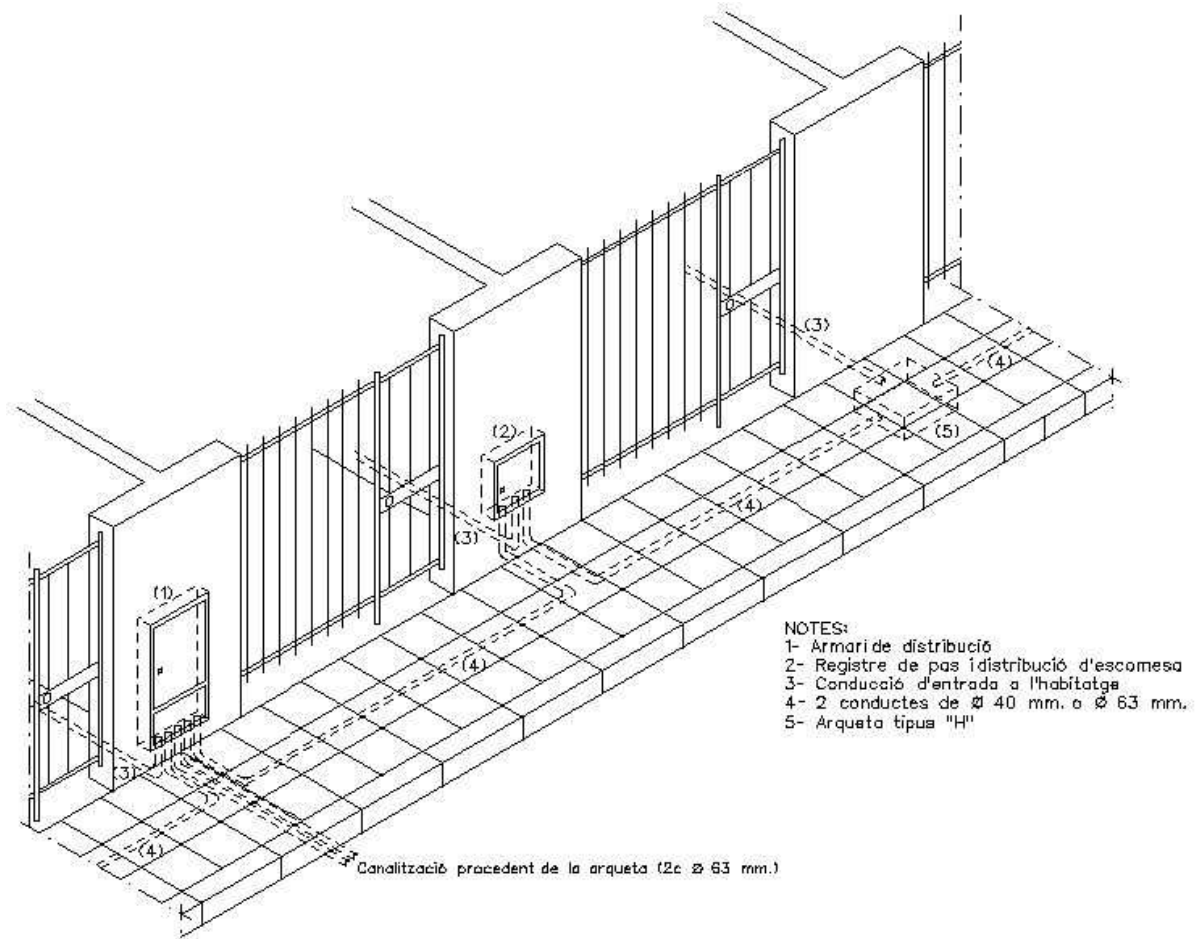 (3)
(4)
(5)
(2)
(4)
(3)
(1)
(4)
NOTES:
1- Armari de distribució
2- Registre de pas i distribució d'escomesa
3- Conducció d'entrada a l'habitatge
4- 2 conductes de Ø 40 mm. o Ø 63 mm.
5- Arqueta tipus "H"
(3)
(4)
Canalització procedent de la arqueta (2c Ø 63 mm.)